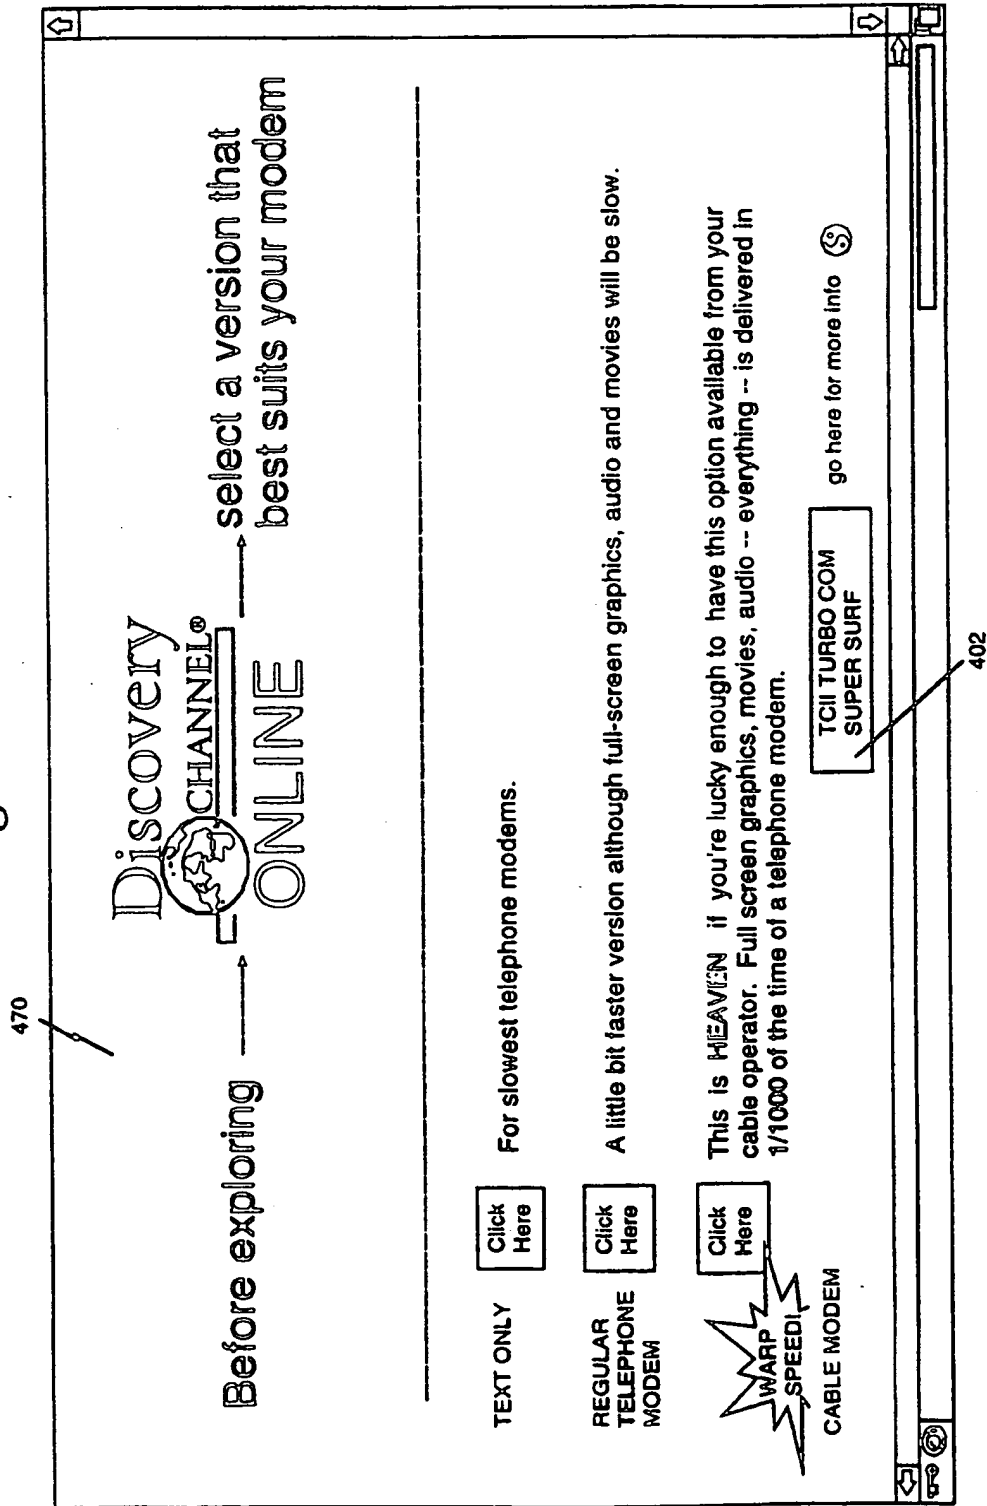 470
Before exploring
Discovery
CHANNEL®
ONLINE
select a version that
best suits your modem
TEXT ONLY
Click
Here
For slowest telephone modems.
REGULAR
TELEPHONE
MODEM
Click
Here
A little bit faster version although full-screen graphics, audio and movies will be slow.
WARP
SPEED!
CABLE MODEM
Click
Here
This is HEAVEN if you're lucky enough to have this option available from your
cable operator. Full screen graphics, movies, audio -- everything -- is delivered in
1/1000 of the time of a telephone modem.
TCII TURBO COM
SUPER SURF
go here for more info
402